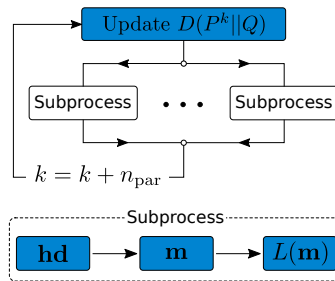 Update D(P^k||Q)
Subprocess • • • Subprocess
k = k + n_par
Subprocess
hd m L(m)